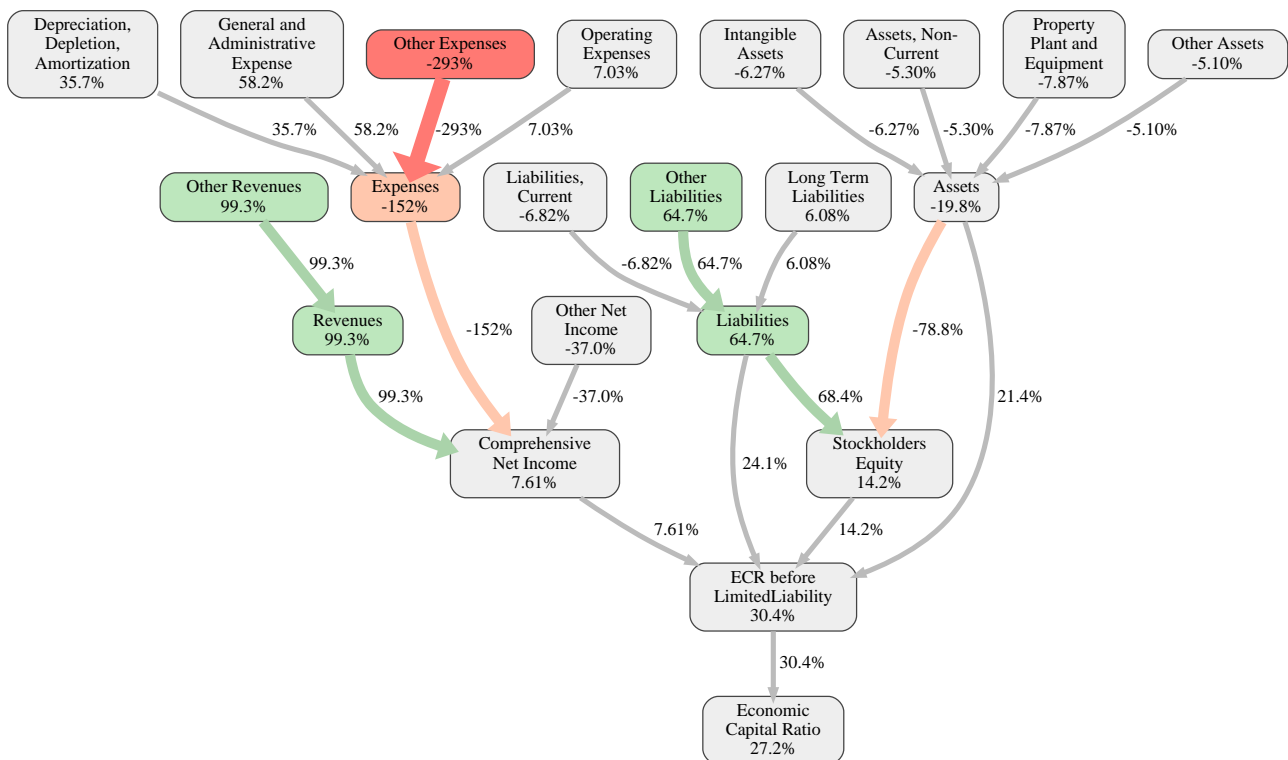 Depreciation,
Depletion,
Amortization
35.7%
General and
Administrative
Expense
58.2%
Other Expenses
-293%
Operating
Expenses
7.03%
Intangible
Assets
-6.27%
Assets, Non-
Current
-5.30%
Property
Plant and
Equipment
-7.87%
Other Assets
-5.10%
35.7%
58.2%
-293%
7.03%
-6.27%
-5.30%
-7.87%
-5.10%
Other Revenues
99.3%
Expenses
-152%
Liabilities,
Current
-6.82%
Other
Liabilities
64.7%
Long Term
Liabilities
6.08%
Assets
-19.8%
99.3%
-6.82%
64.7%
6.08%
Revenues
99.3%
-152%
Other Net
Income
-37.0%
Liabilities
64.7%
-78.8%
99.3%
-37.0%
68.4%
21.4%
Comprehensive
Net Income
7.61%
24.1%
Stockholders
Equity
14.2%
7.61%
14.2%
ECR before
LimitedLiability
30.4%
30.4%
Economic
Capital Ratio
27.2%